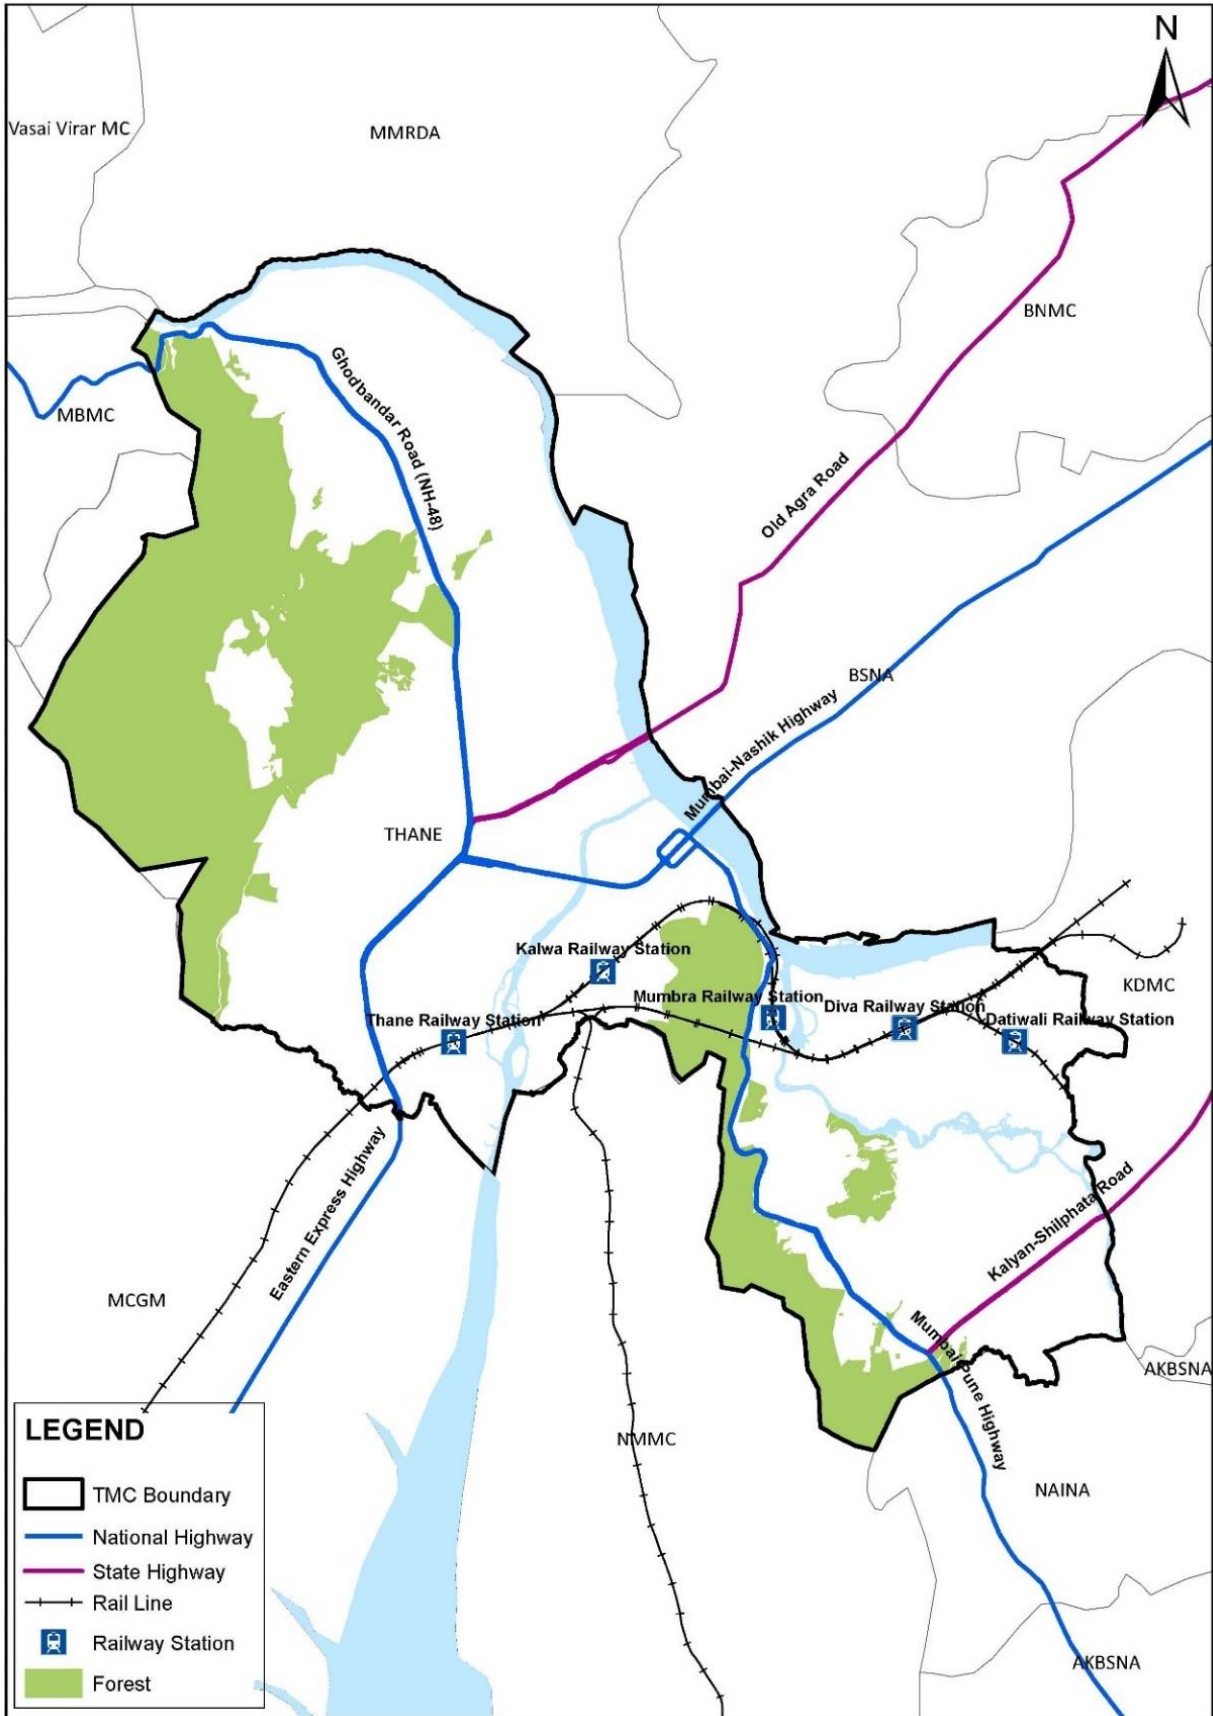 N
Vasai Virar MC
MMRDA
BNMC
MBMC
Ghodbandar Road (NH-48)
Old Agra Road
BSNA
Mumbai-Nashik Highway
THANE
Kalwa Railway Station
KDMC
Mumbra Railway Station
Diva Railway Station
Thane Railway Station
Datiwali Railway Station
Eastern Express Highway
Kalyan-Shilphata Road
MCGM
Mumbai-Pune Highway
AKBSNA
NMMC
NAINA
AKBSNA
LEGEND
TMC Boundary
National Highway
State Highway
Rail Line
Railway Station
Forest